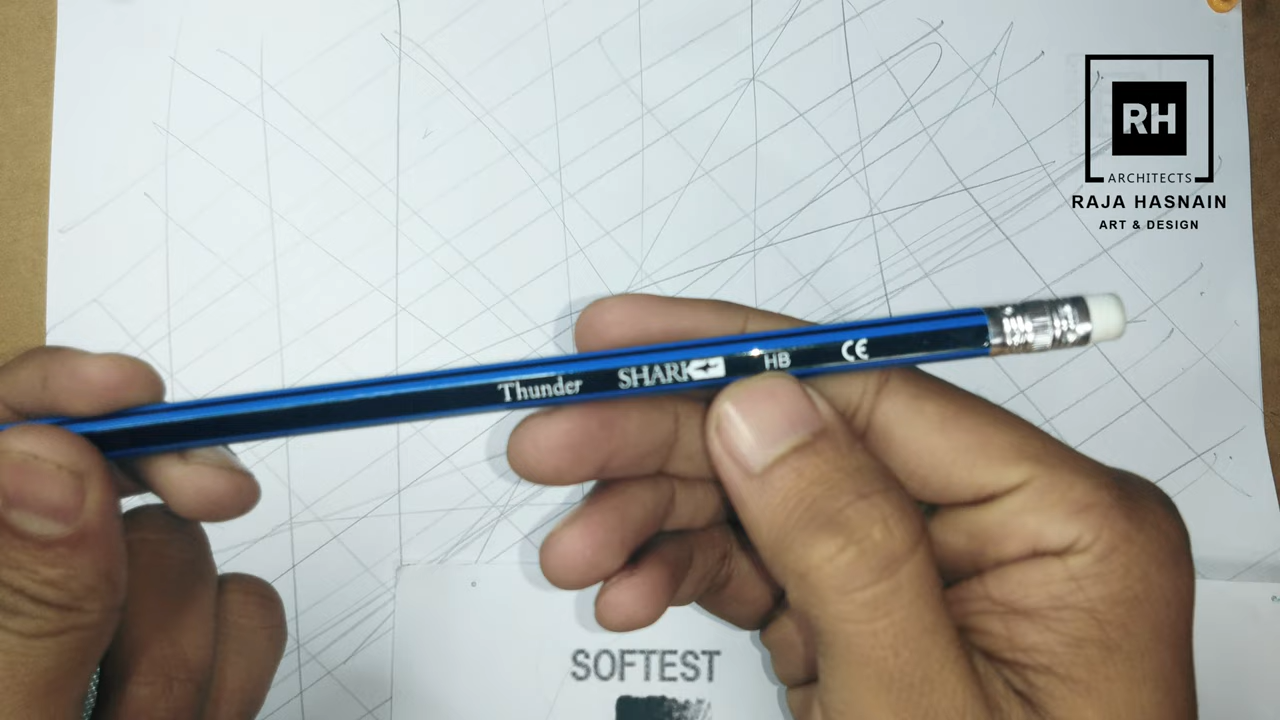 RH
ARCHITECTS
RAJA HASNAIN
ART & DESIGN
Thunder SHARK HB CE
SOFTEST